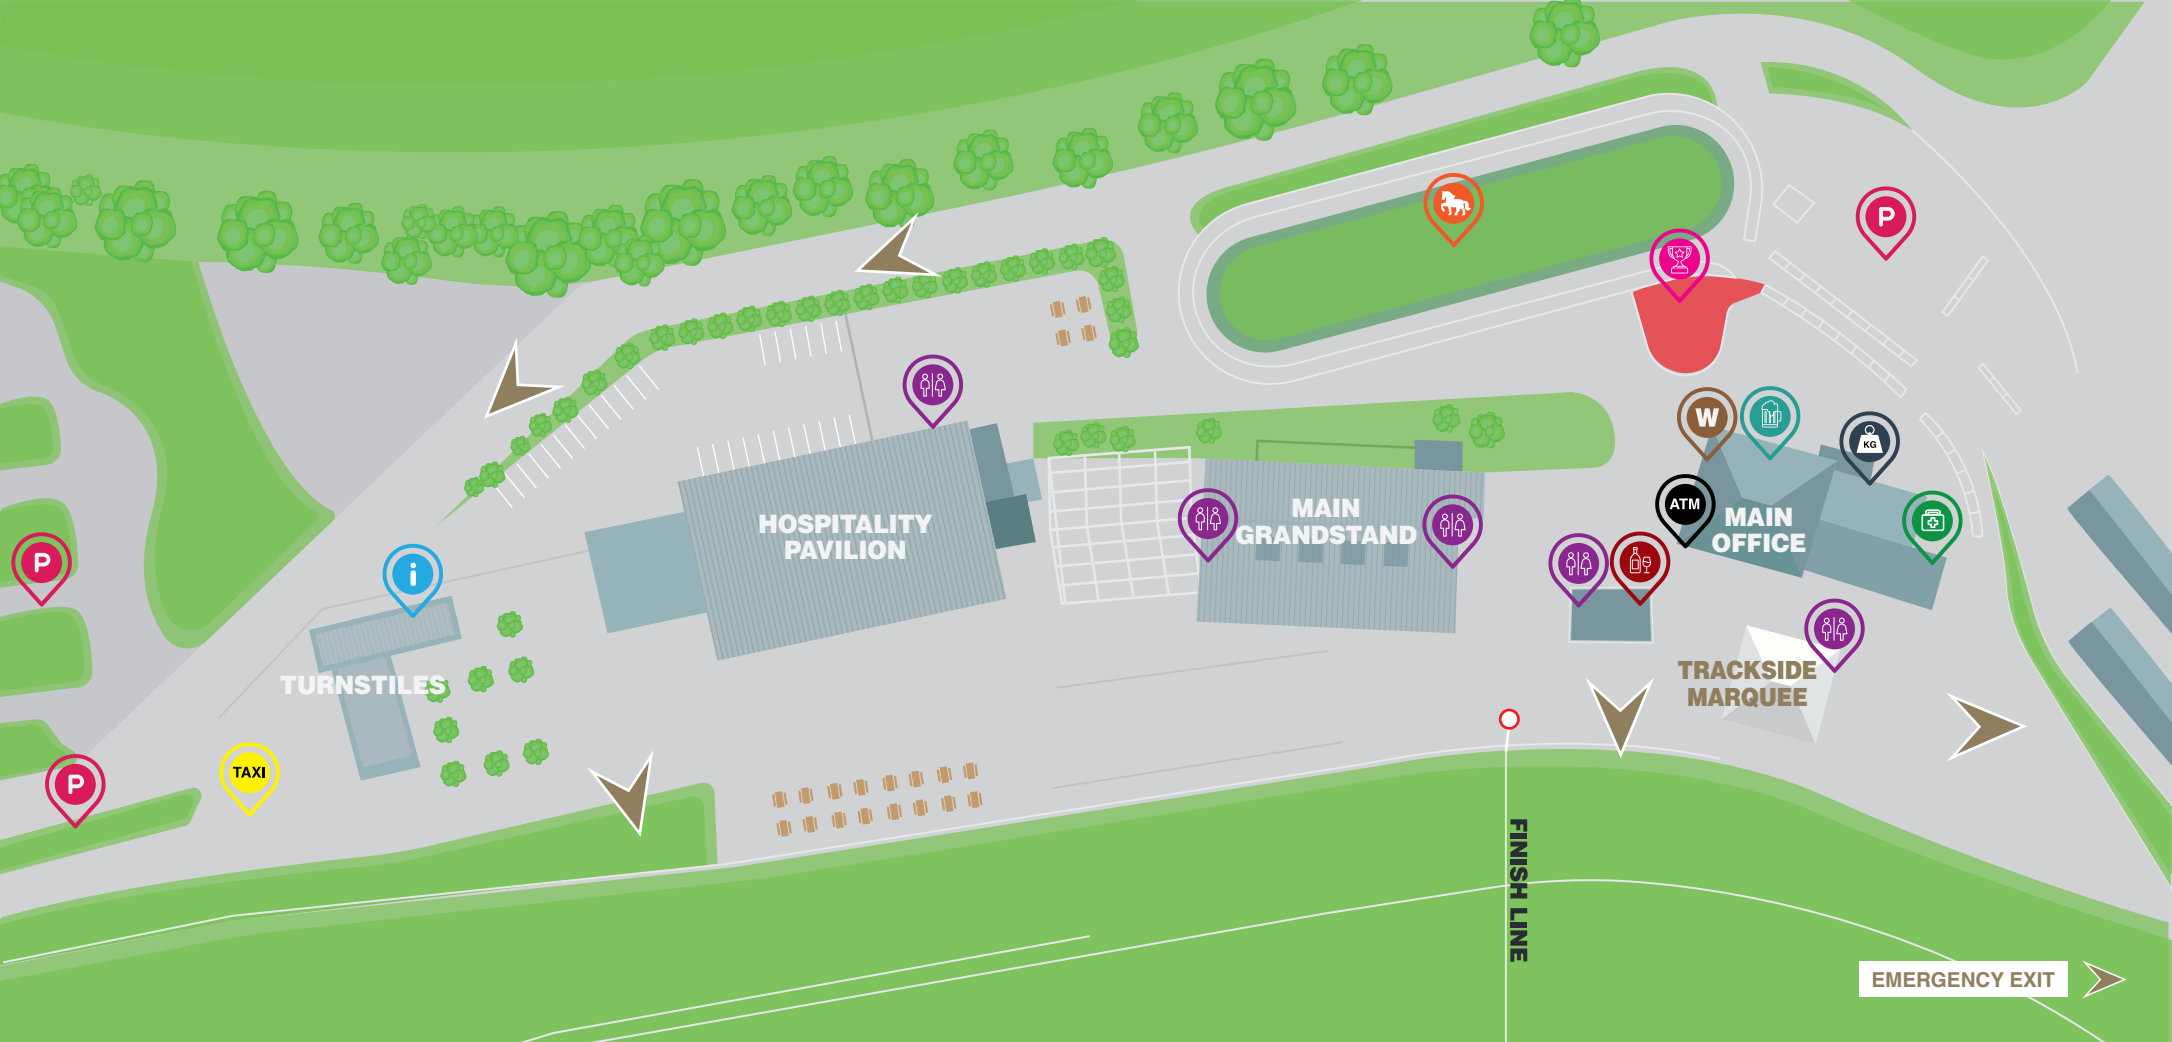 P
W
KG
ATM
HOSPITALITY
PAVILION
MAIN
GRANDSTAND
MAIN
OFFICE
P
i
TURNSTILES
TRACKSIDE
MARQUEE
TAXI
P
FINISH LINE
EMERGENCY EXIT